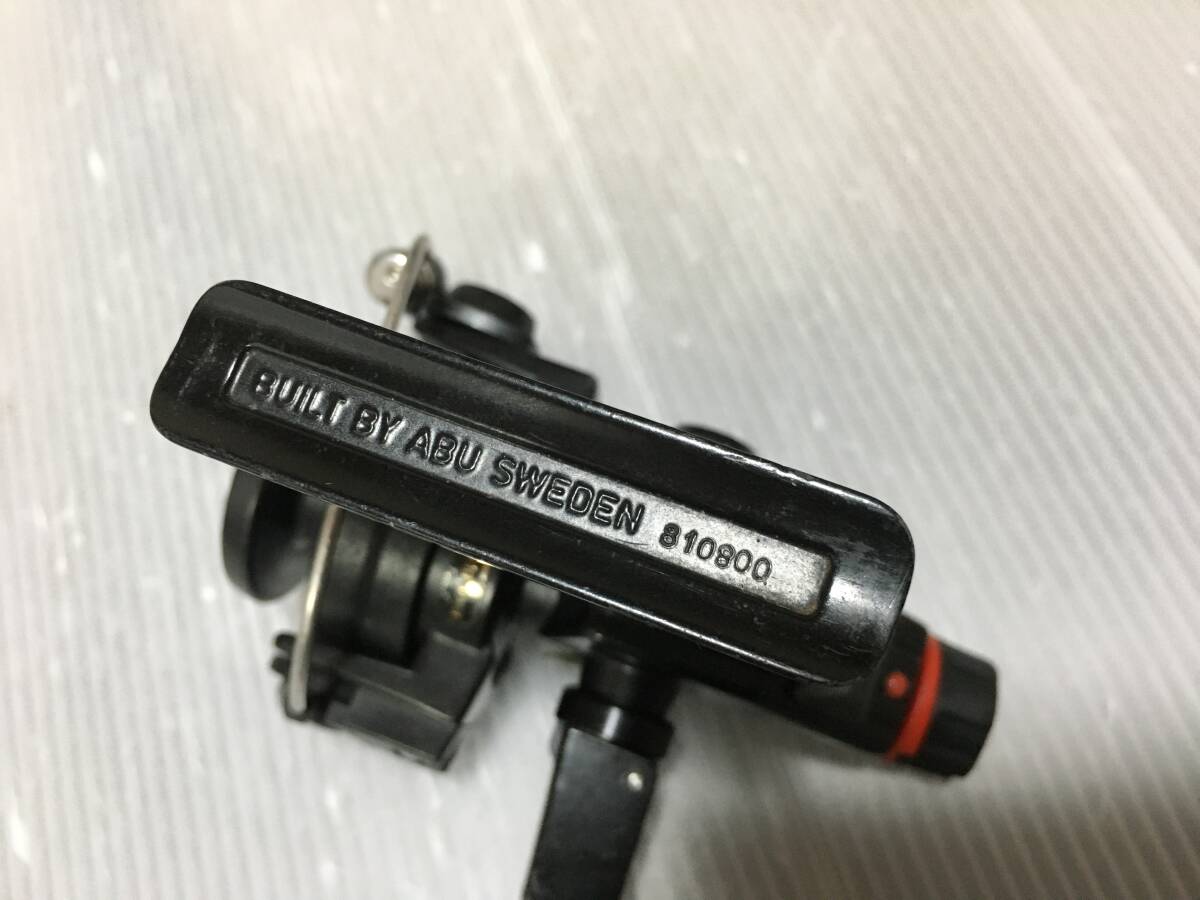 BUILT BY ABU SWEDEN 810800